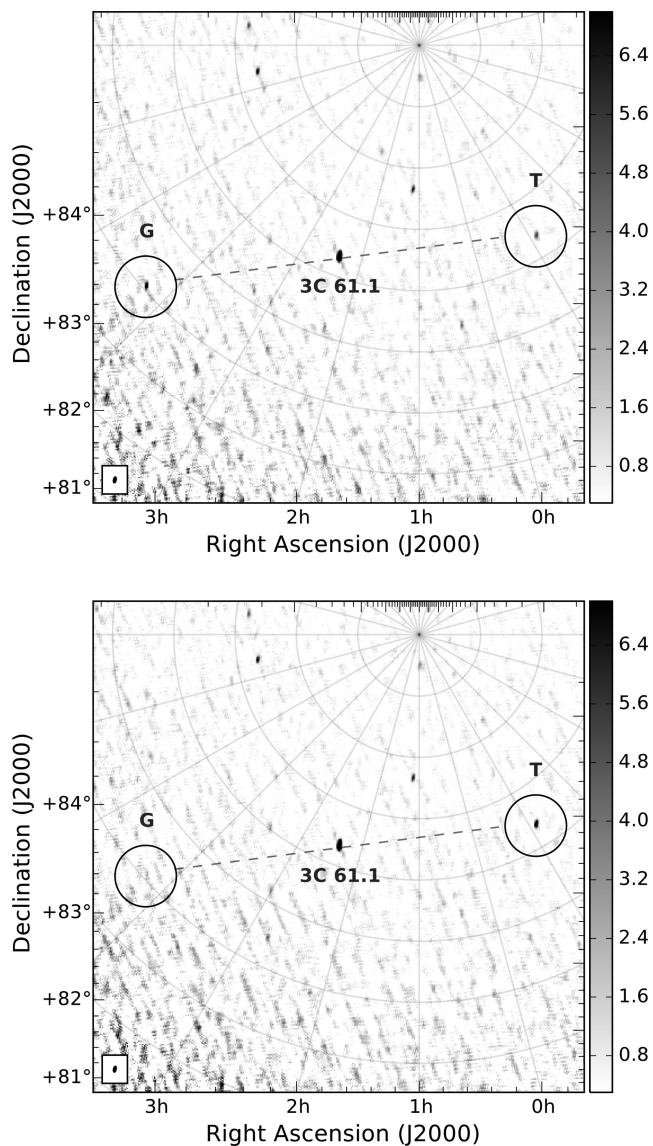 6.4
5.6
4.8
4.0
3.2
2.4
1.6
0.8
T
G
3C 61.1
+84°
+83°
+82°
+81°
Declination (J2000)
3h 2h 1h 0h
Right Ascension (J2000)
6.4
5.6
4.8
4.0
3.2
2.4
1.6
0.8
T
G
3C 61.1
+84°
+83°
+82°
+81°
Declination (J2000)
3h 2h 1h 0h
Right Ascension (J2000)